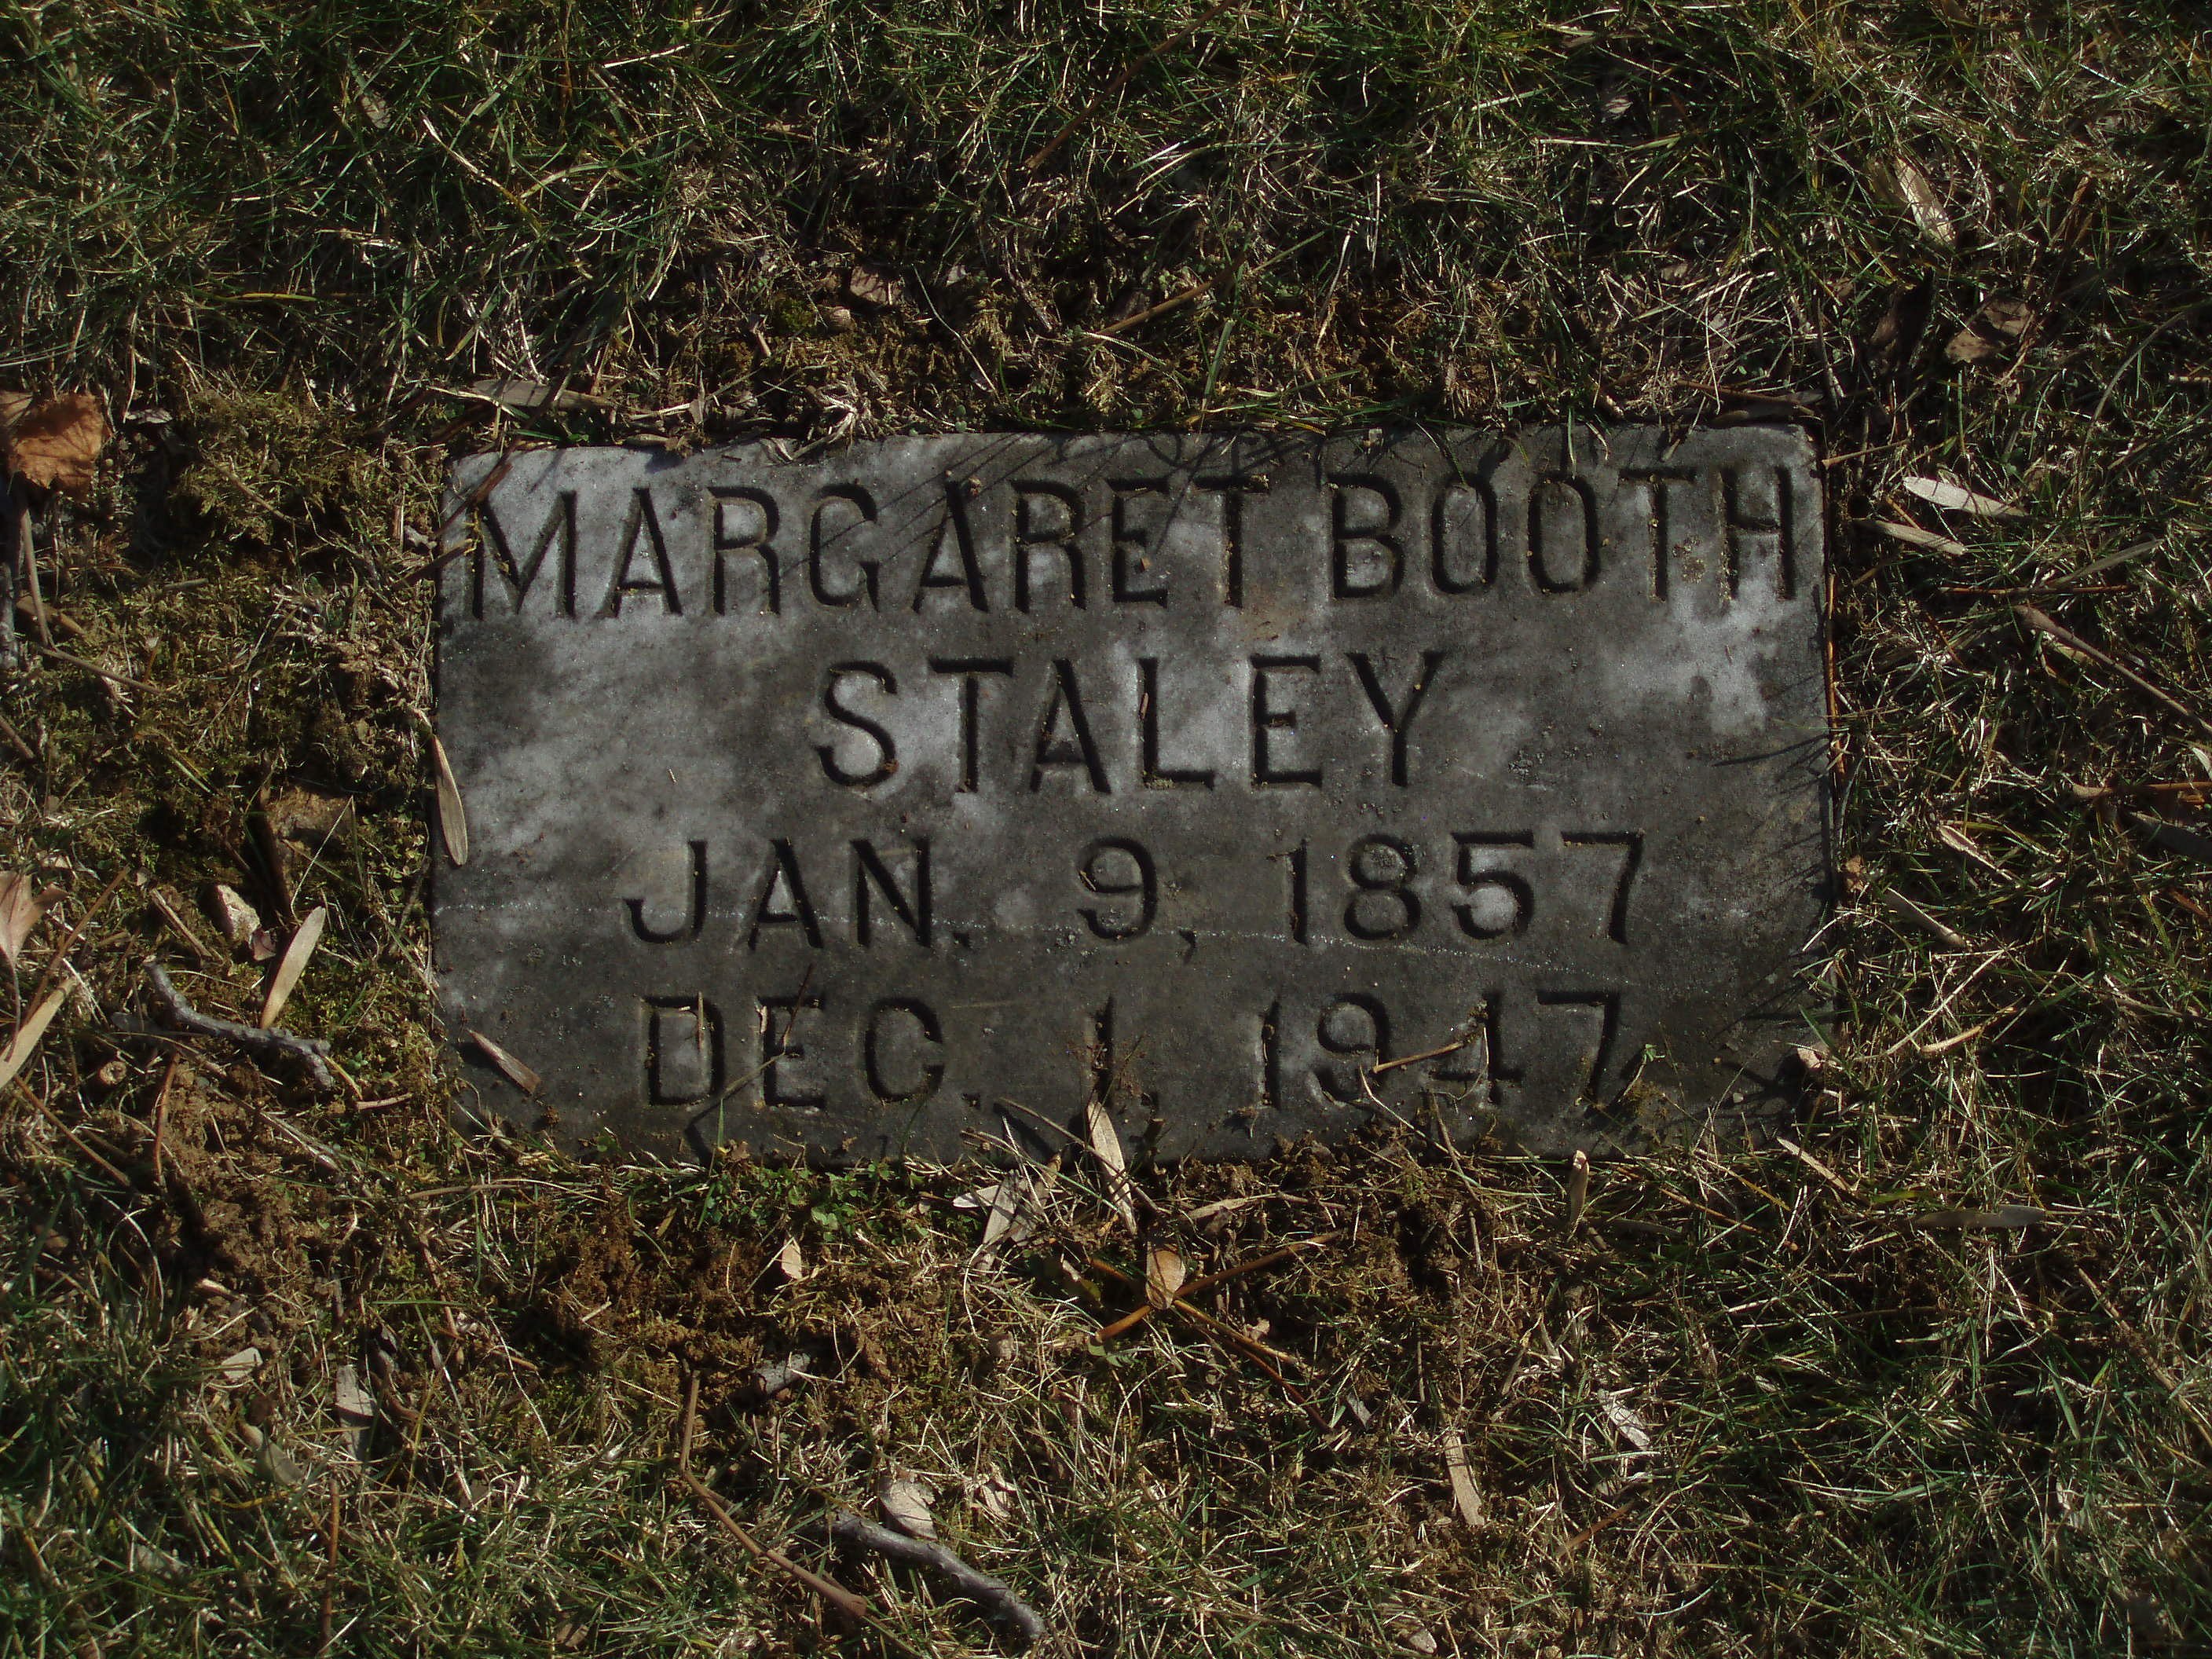 MARGARET BOOTH
STALEY
JAN. 9, 1857
DEC. 1, 1947